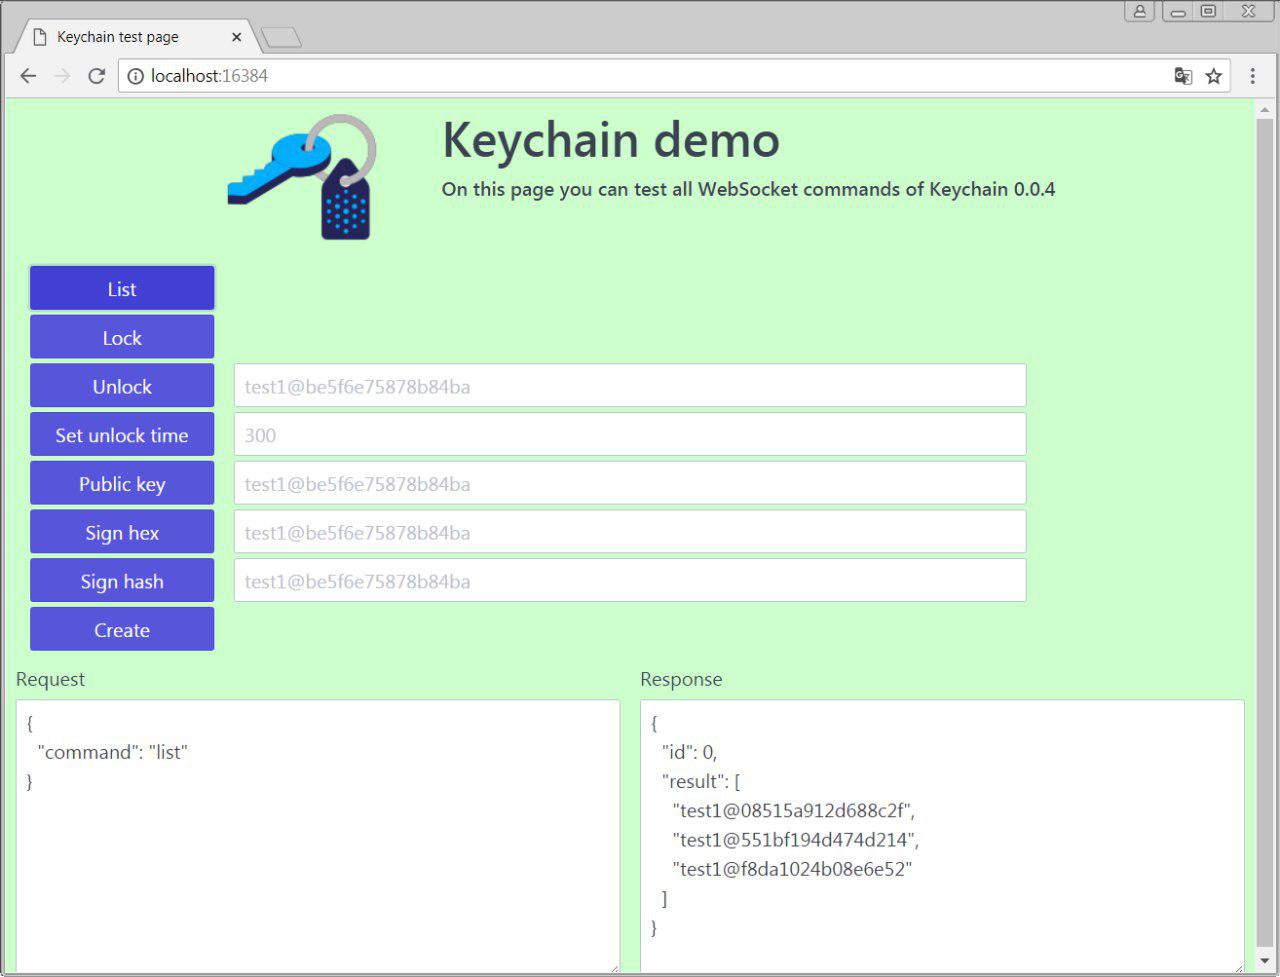 Keychain test page
localhost:16384
Keychain demo
On this page you can test all WebSocket commands of Keychain 0.0.4
List
Lock
Unlock
test1@be5f6e75878b84ba
Set unlock time
300
Public key
test1@be5f6e75878b84ba
Sign hex
test1@be5f6e75878b84ba
Sign hash
test1@be5f6e75878b84ba
Create
Request
{
"command": "list"
}
Response
{
"id": 0,
"result": [
"test1@08515a912d688c2f",
"test1@551bf194d474d214",
"test1@f8da1024b08e6e52"
]
}